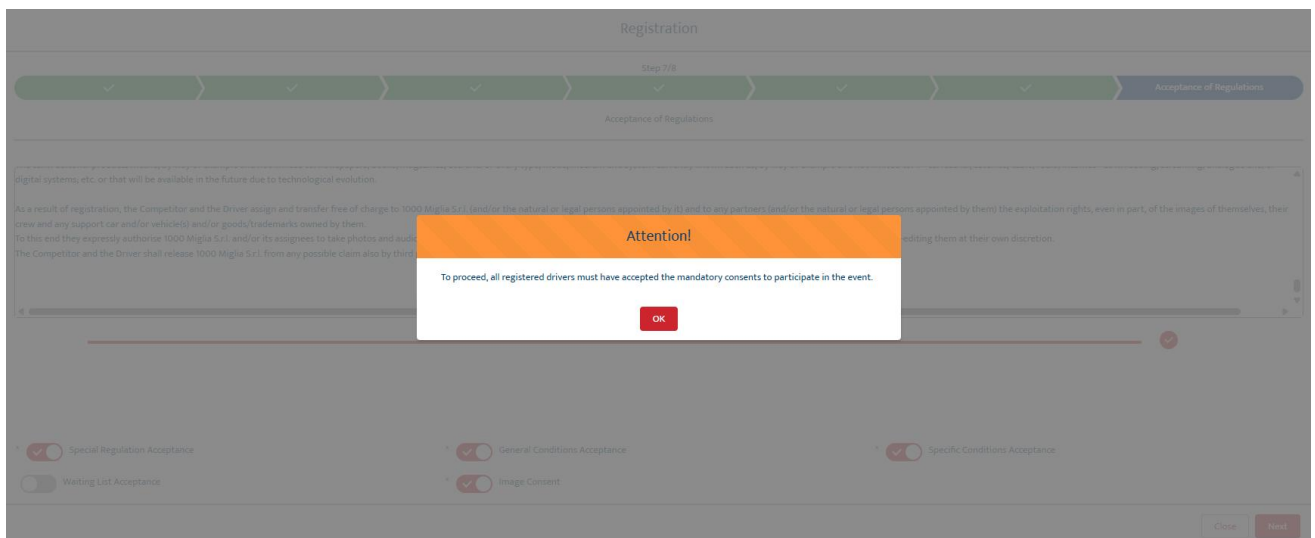 Registration
Step 7/8
Acceptance of Regulations
Acceptance of Regulations
digital systems, etc. or that will be available in the future due to technological evolution.
As a result of registration, the Competitor and the Driver assign and transfer free of charge to 1000 Miglia S.r.l. (and/or the natural or legal persons appointed by it) and to any partners (and/or the natural or legal persons appointed by them) the exploitation rights, even in part, of the images of themselves, their
crew and any support car and/or vehicle(s) and/or goods/trademarks owned by them.
To this end they expressly authorise 1000 Miglia S.r.l. and/or its assignees to take photos and audio editing them at their own discretion.
The Competitor and the Driver shall release 1000 Miglia S.r.l. from any possible claim also by third
Attention!
To proceed, all registered drivers must have accepted the mandatory consents to participate in the event.
OK
* Special Regulation Acceptance * General Conditions Acceptance * Specific Conditions Acceptance
Waiting List Acceptance * Image Consent
Close Next